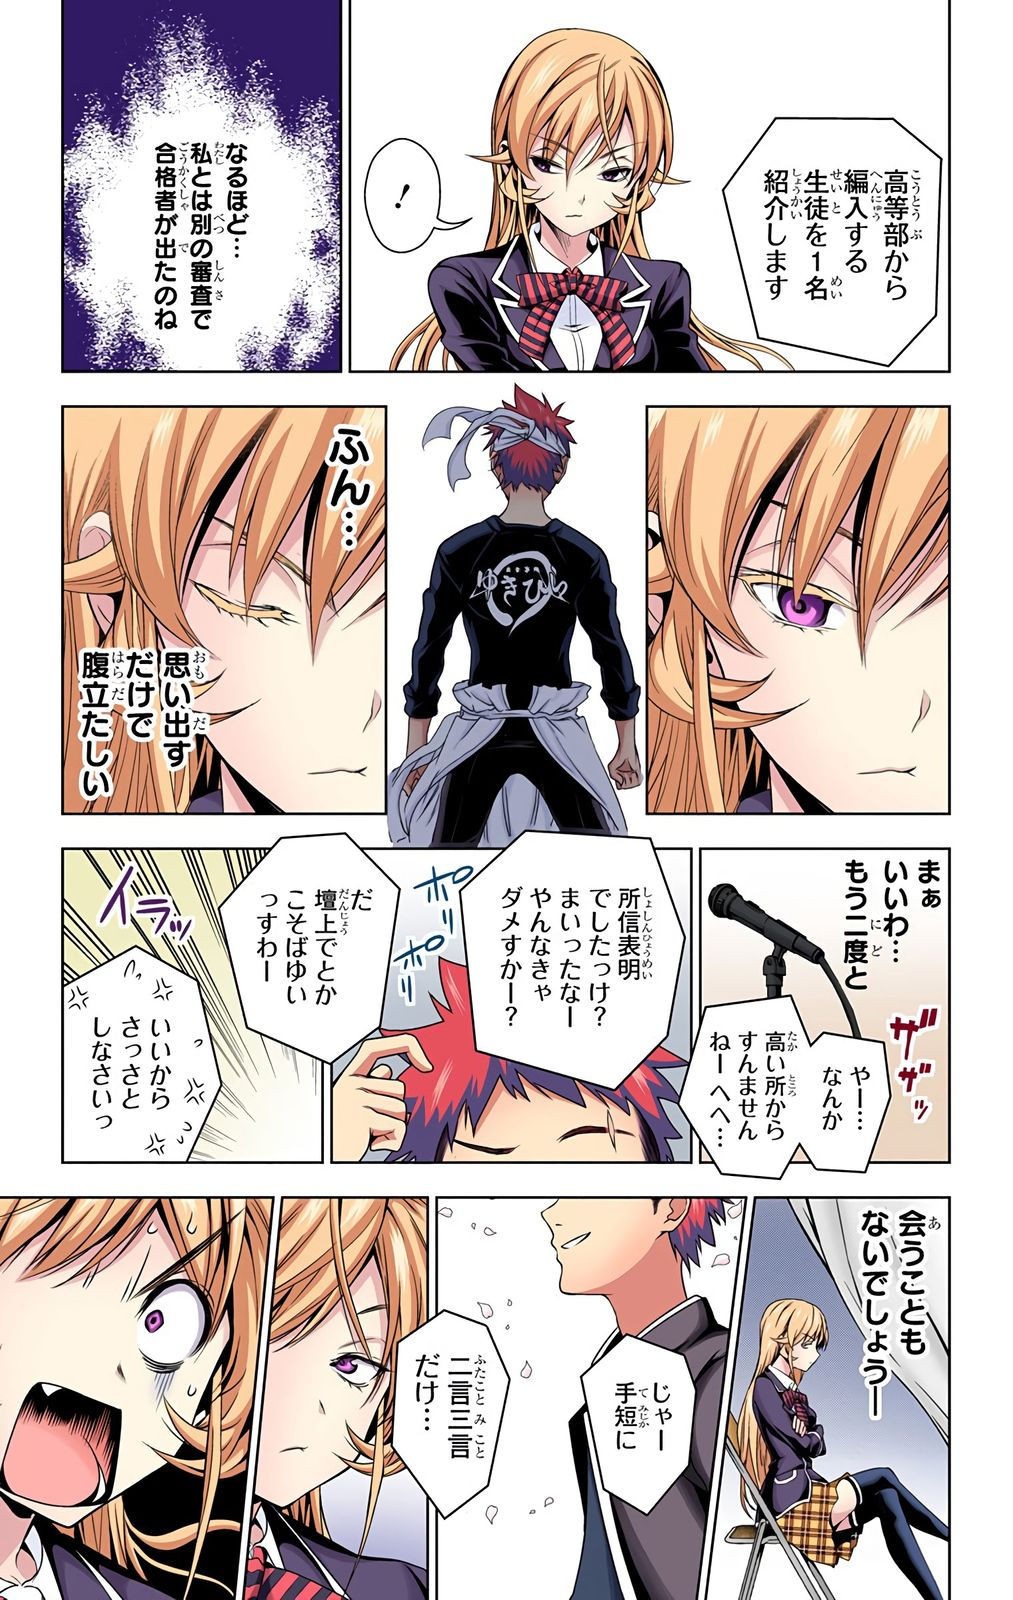 高等部から
編入する
生徒を1名
紹介します
！
なるほど…
私とは別の審査で
合格者が出たのね
ゆきひら
ふん…
思い出す
だけで
腹立たしい
まぁ
いいわ…
もう二度と
ザワザワッ
やー…
なんか
高い所から
すんません
ねーへへ…
所信表明
でしたっけ?
まいったなー
やんなきゃ
ダメすかー?
ポリポリ
だ
壇上でとか
こそばゆい
っすわー
イラッ
いいから
さっさと
しなさいっ
会うことも
ないでしょうー
じゃー
手短に
二言三言
だけ…